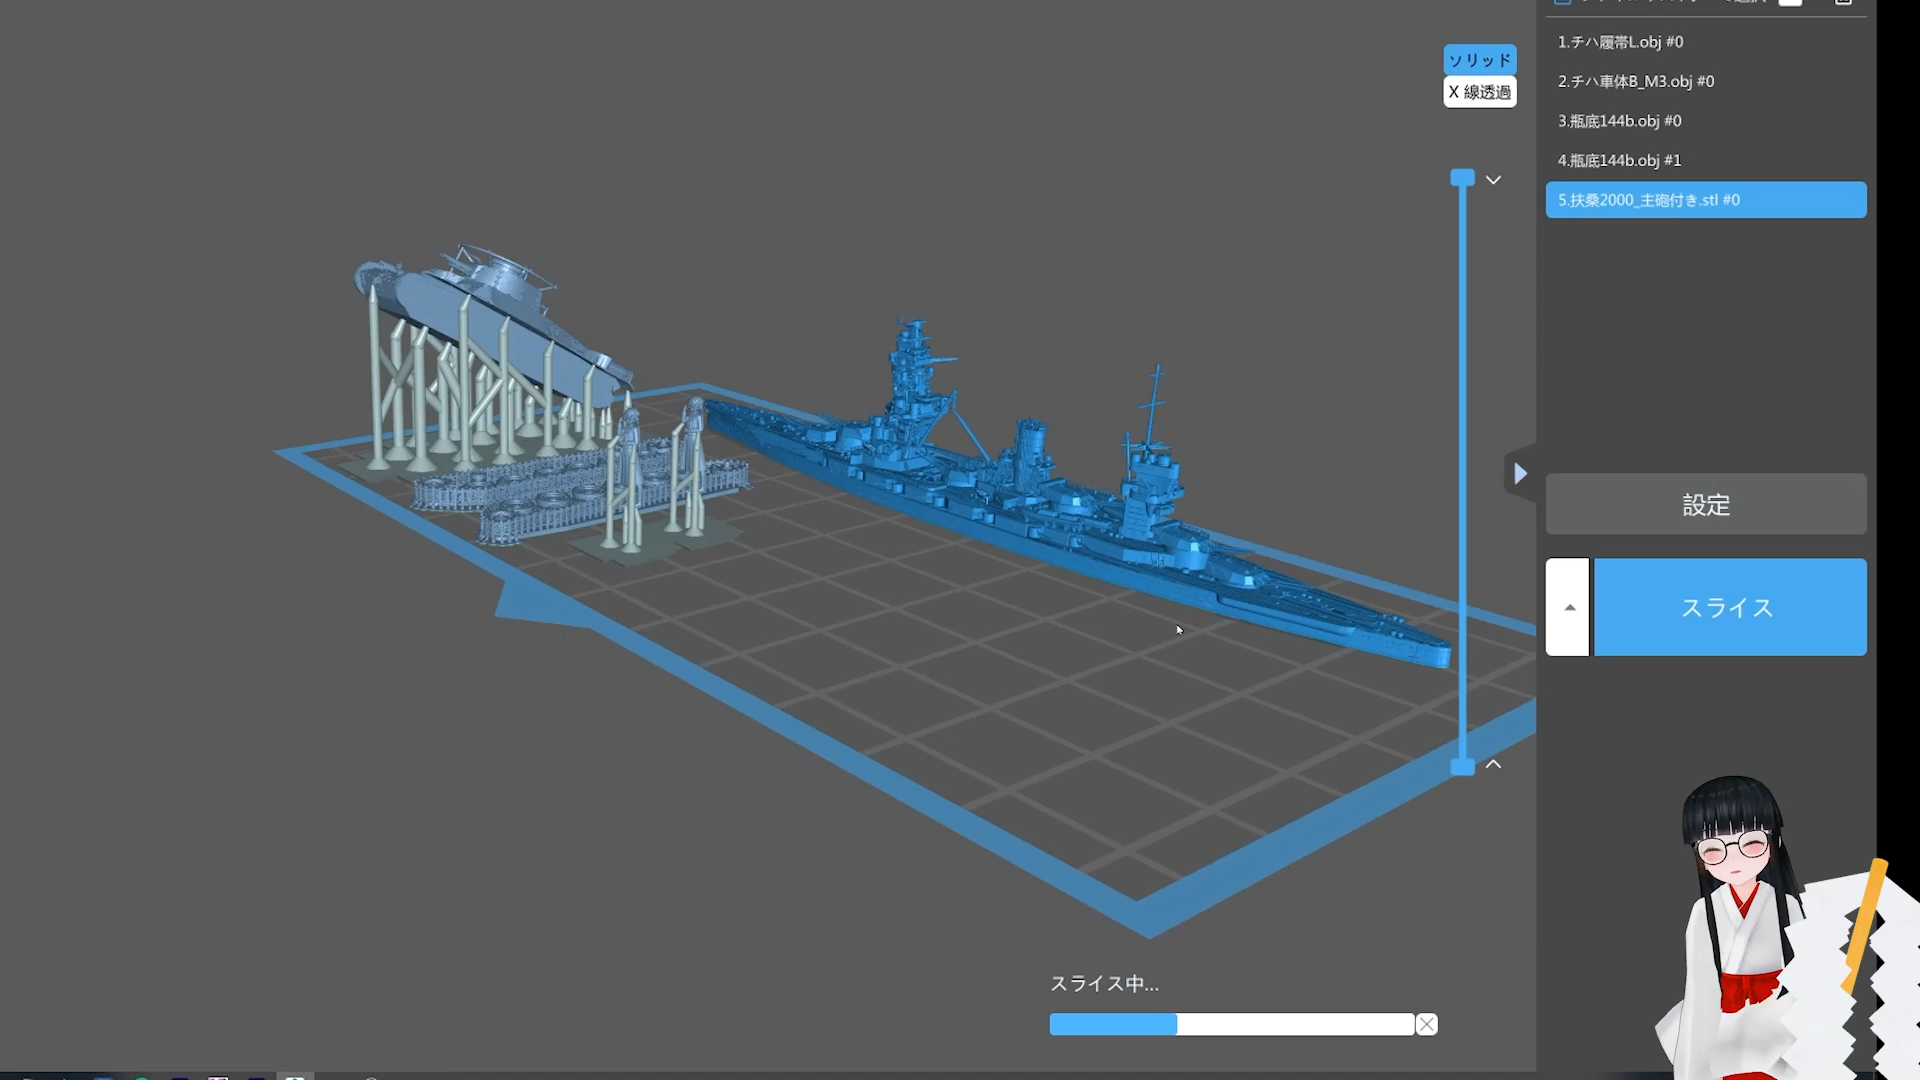 ソリッド
X 線透過
1.チハ履帯L.obj #0
2.チハ車体B_M3.obj #0
3.瓶底144b.obj #0
4.瓶底144b.obj #1
5.扶桑2000_主砲付き.stl #0
設定
スライス
スライス中...